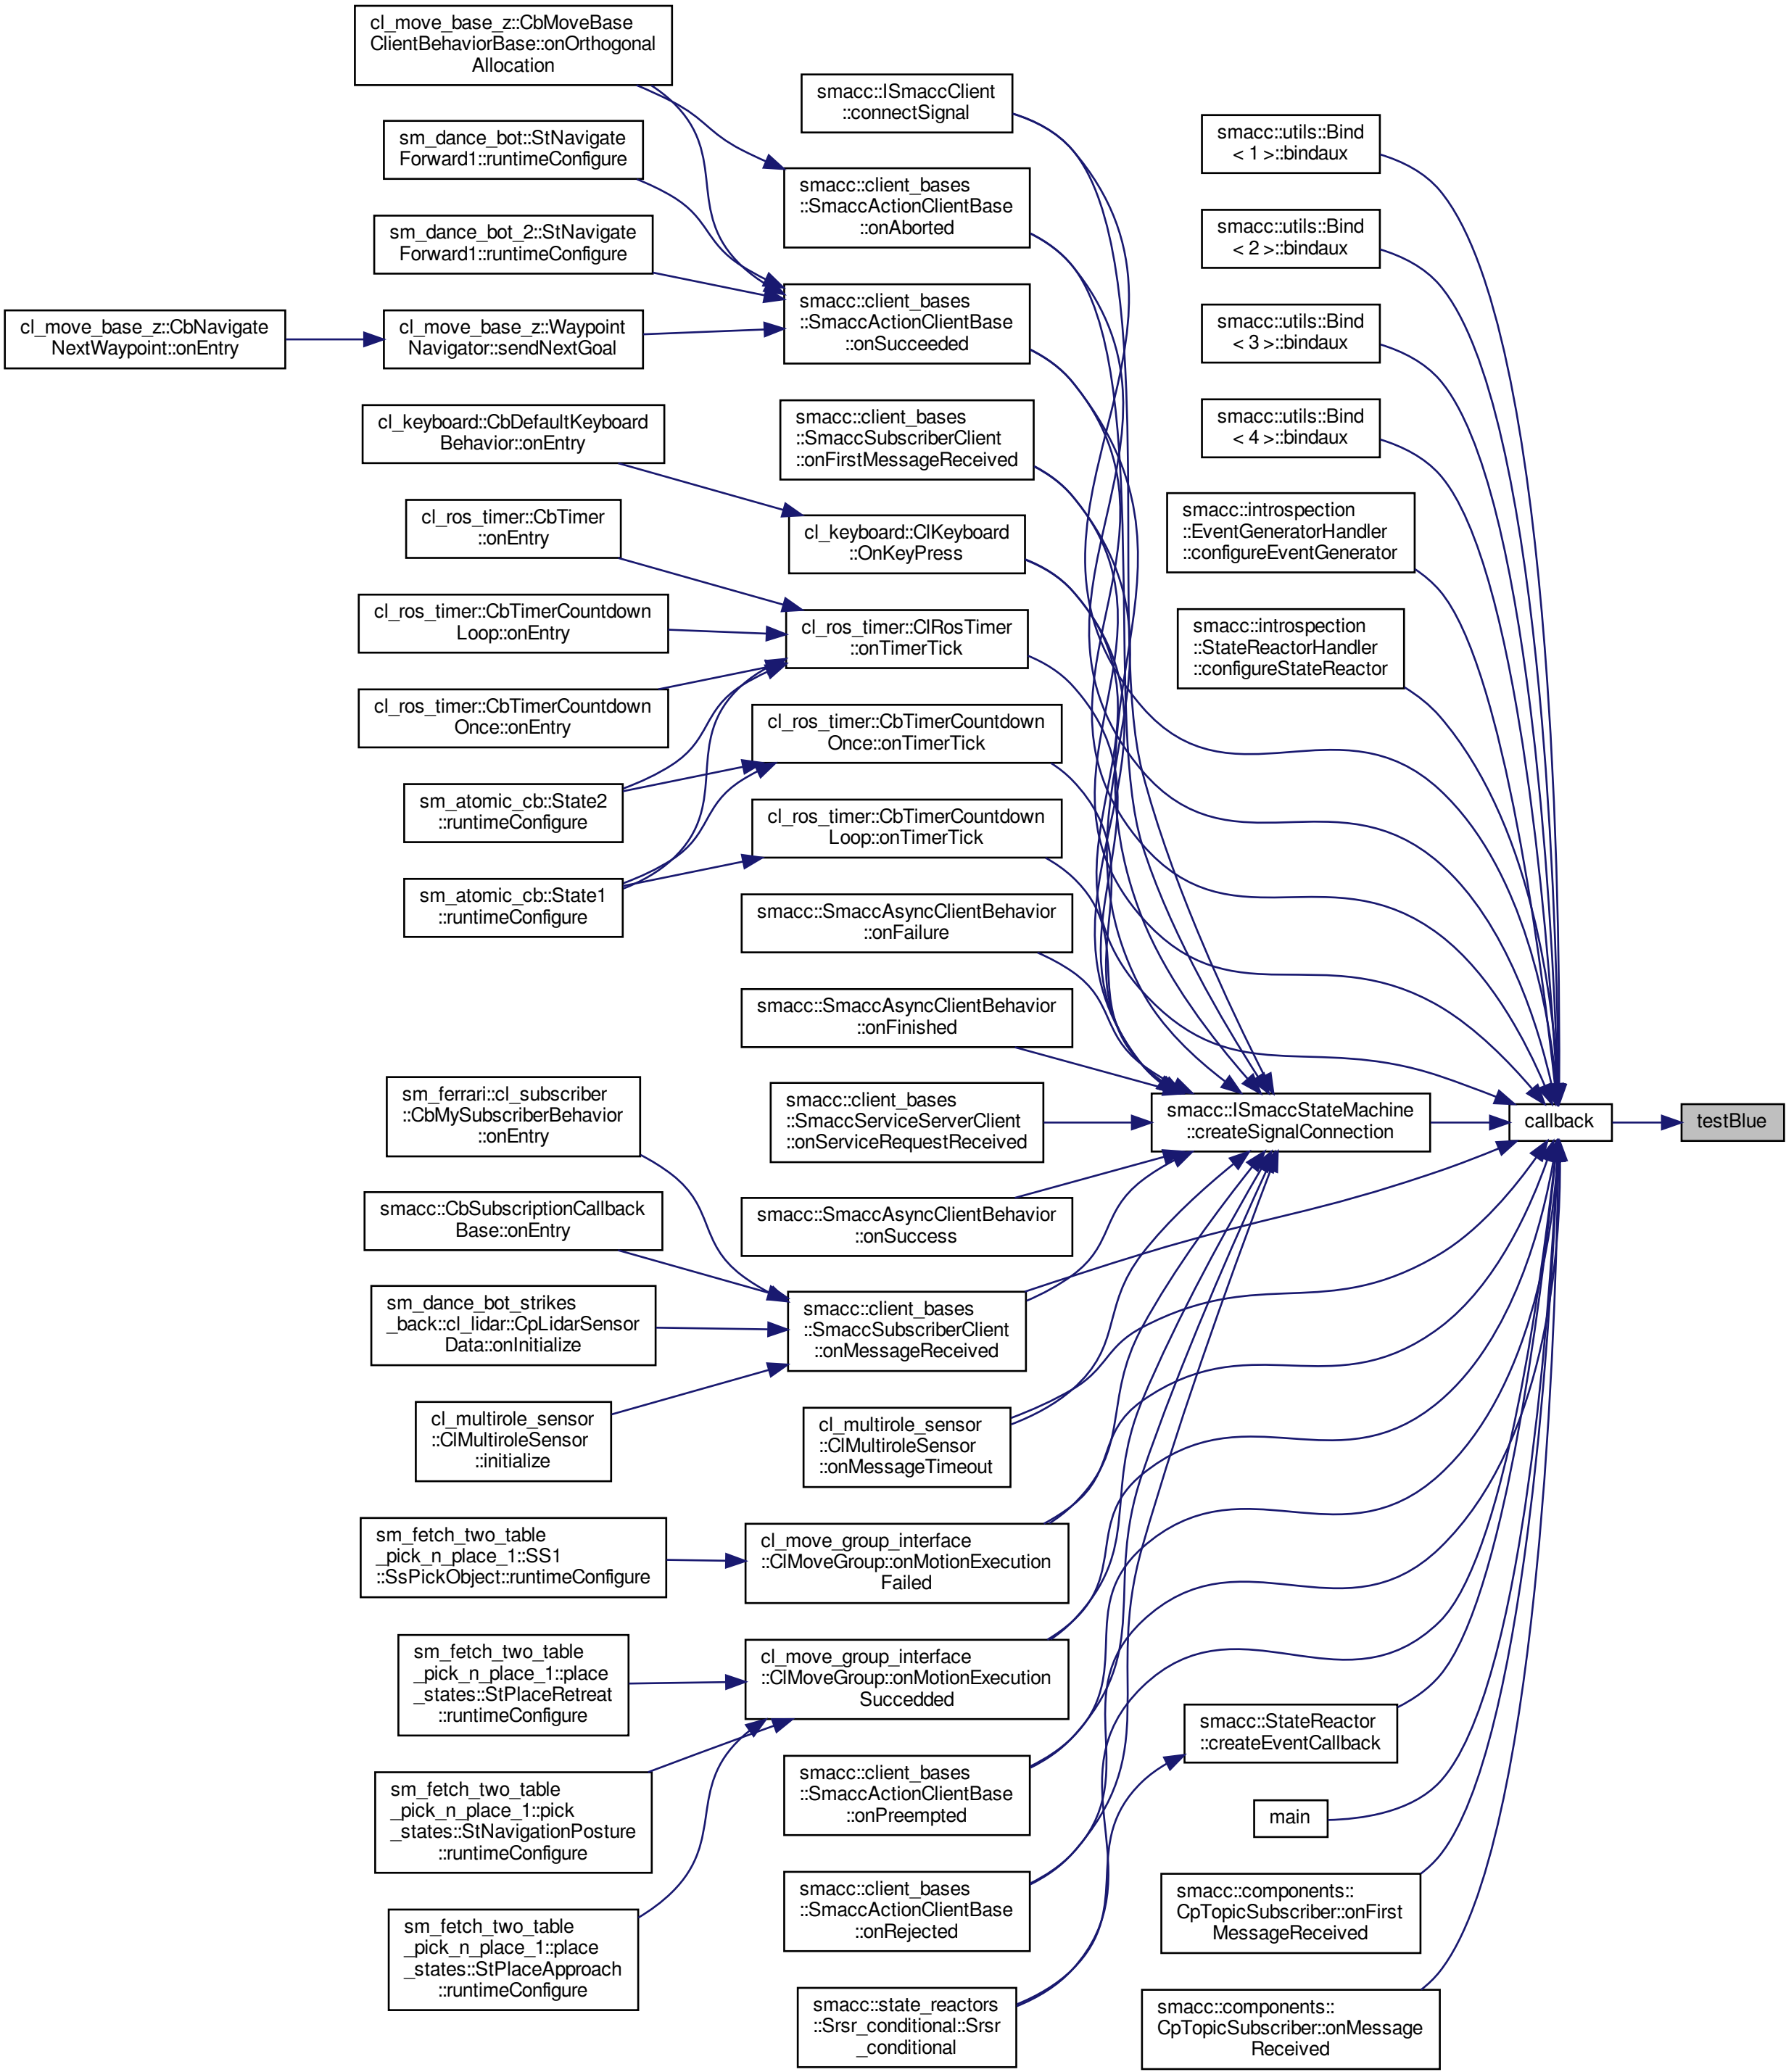 cl_move_base_z::CbMoveBase
ClientBehaviorBase::onOrthogonal
Allocation
sm_dance_bot::StNavigate
Forward1::runtimeConfigure
sm_dance_bot_2::StNavigate
Forward1::runtimeConfigure
cl_move_base_z::CbNavigate
NextWaypoint::onEntry
cl_move_base_z::Waypoint
Navigator::sendNextGoal
cl_keyboard::CbDefaultKeyboard
Behavior::onEntry
cl_ros_timer::CbTimer
::onEntry
cl_ros_timer::CbTimerCountdown
Loop::onEntry
cl_ros_timer::CbTimerCountdown
Once::onEntry
sm_atomic_cb::State2
::runtimeConfigure
sm_atomic_cb::State1
::runtimeConfigure
sm_ferrari::cl_subscriber
::CbMySubscriberBehavior
::onEntry
smacc::CbSubscriptionCallback
Base::onEntry
sm_dance_bot_strikes
_back::cl_lidar::CpLidarSensor
Data::onInitialize
cl_multirole_sensor
::ClMultiroleSensor
::initialize
sm_fetch_two_table
_pick_n_place_1::SS1
::SsPickObject::runtimeConfigure
sm_fetch_two_table
_pick_n_place_1::place
_states::StPlaceRetreat
::runtimeConfigure
sm_fetch_two_table
_pick_n_place_1::pick
_states::StNavigationPosture
::runtimeConfigure
sm_fetch_two_table
_pick_n_place_1::place
_states::StPlaceApproach
::runtimeConfigure
smacc::ISmaccClient
::connectSignal
smacc::client_bases
::SmaccActionClientBase
::onAborted
smacc::client_bases
::SmaccActionClientBase
::onSucceeded
smacc::client_bases
::SmaccSubscriberClient
::onFirstMessageReceived
cl_keyboard::ClKeyboard
::OnKeyPress
cl_ros_timer::ClRosTimer
::onTimerTick
cl_ros_timer::CbTimerCountdown
Once::onTimerTick
cl_ros_timer::CbTimerCountdown
Loop::onTimerTick
smacc::SmaccAsyncClientBehavior
::onFailure
smacc::SmaccAsyncClientBehavior
::onFinished
smacc::client_bases
::SmaccServiceServerClient
::onServiceRequestReceived
smacc::SmaccAsyncClientBehavior
::onSuccess
smacc::client_bases
::SmaccSubscriberClient
::onMessageReceived
cl_multirole_sensor
::ClMultiroleSensor
::onMessageTimeout
cl_move_group_interface
::ClMoveGroup::onMotionExecution
Failed
cl_move_group_interface
::ClMoveGroup::onMotionExecution
Succedded
smacc::client_bases
::SmaccActionClientBase
::onPreempted
smacc::client_bases
::SmaccActionClientBase
::onRejected
smacc::state_reactors
::Srsr_conditional::Srsr
_conditional
smacc::utils::Bind
< 1 >::bindaux
smacc::utils::Bind
< 2 >::bindaux
smacc::utils::Bind
< 3 >::bindaux
smacc::utils::Bind
< 4 >::bindaux
smacc::introspection
::EventGeneratorHandler
::configureEventGenerator
smacc::introspection
::StateReactorHandler
::configureStateReactor
smacc::ISmaccStateMachine
::createSignalConnection
smacc::StateReactor
::createEventCallback
main
smacc::components::
CpTopicSubscriber::onFirst
MessageReceived
smacc::components::
CpTopicSubscriber::onMessage
Received
callback
testBlue